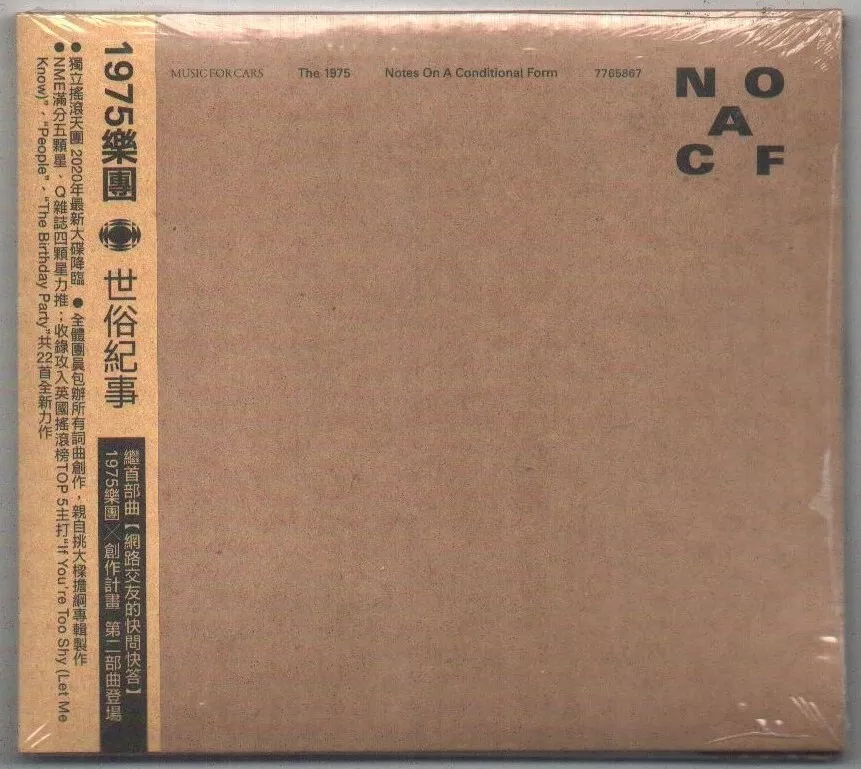 1975樂團 世俗紀事
繼首部曲【網路交友的快問快答】
1975樂團╳創作計畫 第二部曲登場
● 獨立搖滾天團 2020年最新大碟降臨 ● 全體團員包辦所有詞曲創作，親自挑大樑擔綱專輯製作
● NME滿分五顆星、Q雜誌四顆星力推；收錄攻入英國搖滾榜TOP 5主打“If You're Too Shy (Let Me
Know)”、“People”、“The Birthday Party”共22首全新力作
MUSIC FOR CARS The 1975 Notes On A Conditional Form 7765867
N O
A
C F